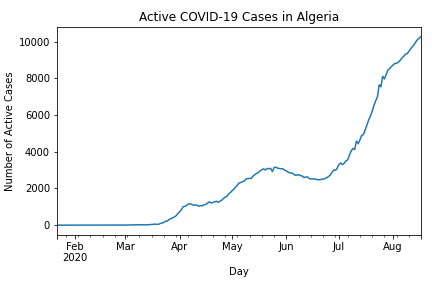 Active COVID-19 Cases in Algeria
Number of Active Cases
10000
8000
6000
4000
2000
0
Feb
2020
Mar
Apr
May
Jun
Jul
Aug
Day